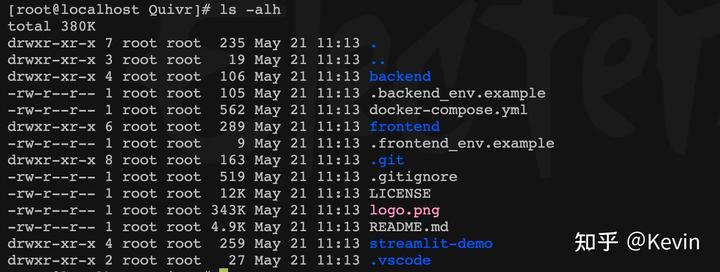 [root@localhost Quivr]# ls -alh
total 380K
drwxr-xr-x 7 root root  235 May 21 11:13 .
drwxr-xr-x 3 root root   19 May 21 11:13 ..
drwxr-xr-x 4 root root  106 May 21 11:13 backend
-rw-r--r-- 1 root root  105 May 21 11:13 .backend_env.example
-rw-r--r-- 1 root root  562 May 21 11:13 docker-compose.yml
drwxr-xr-x 6 root root  289 May 21 11:13 frontend
-rw-r--r-- 1 root root    9 May 21 11:13 .frontend_env.example
drwxr-xr-x 8 root root  163 May 21 11:13 .git
-rw-r--r-- 1 root root  519 May 21 11:13 .gitignore
-rw-r--r-- 1 root root  12K May 21 11:13 LICENSE
-rw-r--r-- 1 root root 343K May 21 11:13 logo.png
-rw-r--r-- 1 root root 4.9K May 21 11:13 README.md
drwxr-xr-x 4 root root  259 May 21 11:13 streamlit-demo
drwxr-xr-x 2 root root   27 May 21 11:13 .vscode
知乎 @Kevin